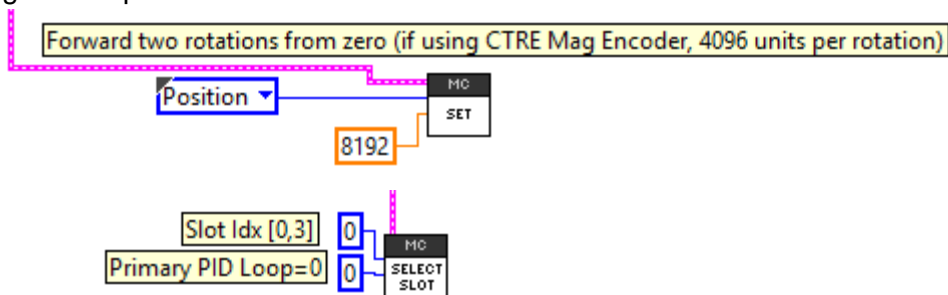 Forward two rotations from zero (if using CTRE Mag Encoder, 4096 units per rotation)
MC
Position
SET
8192
Slot Idx [0,3] 0
MC
Primary PID Loop=0 0
SELECT
SLOT